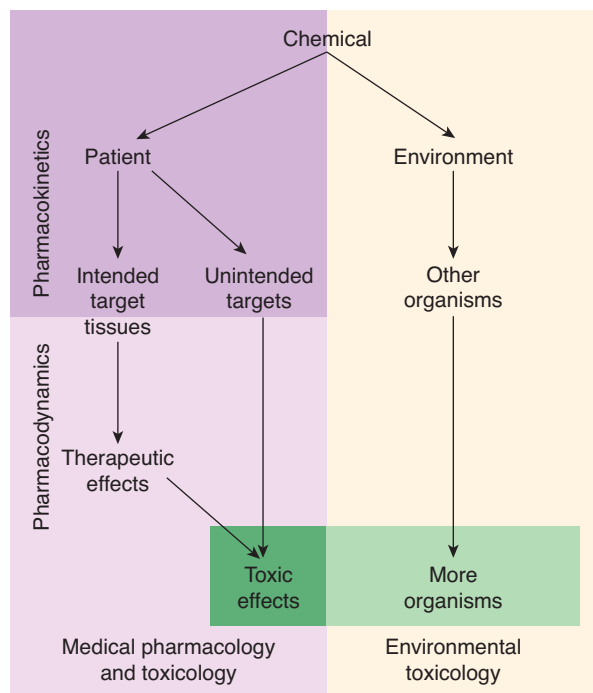 Chemical
Patient
Environment
Pharmacokinetics
Intended
target
tissues
Unintended
targets
Other
organisms
Pharmacodynamics
Therapeutic
effects
Toxic
effects
More
organisms
Medical pharmacology
and toxicology
Environmental
toxicology